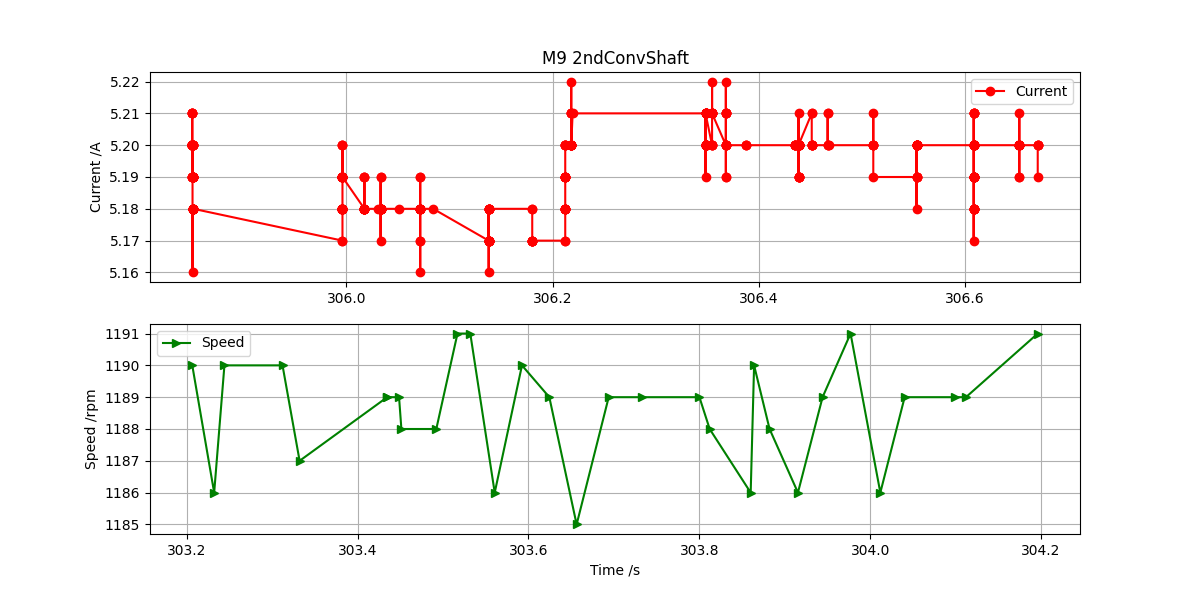 M9 2ndConvShaft
Current /A
5.22
5.21
5.20
5.19
5.18
5.17
5.16
Current
306.0 306.2 306.4 306.6
Speed /rpm
1191
1190
1189
1188
1187
1186
1185
Speed
303.2 303.4 303.6 303.8 304.0 304.2
Time /s